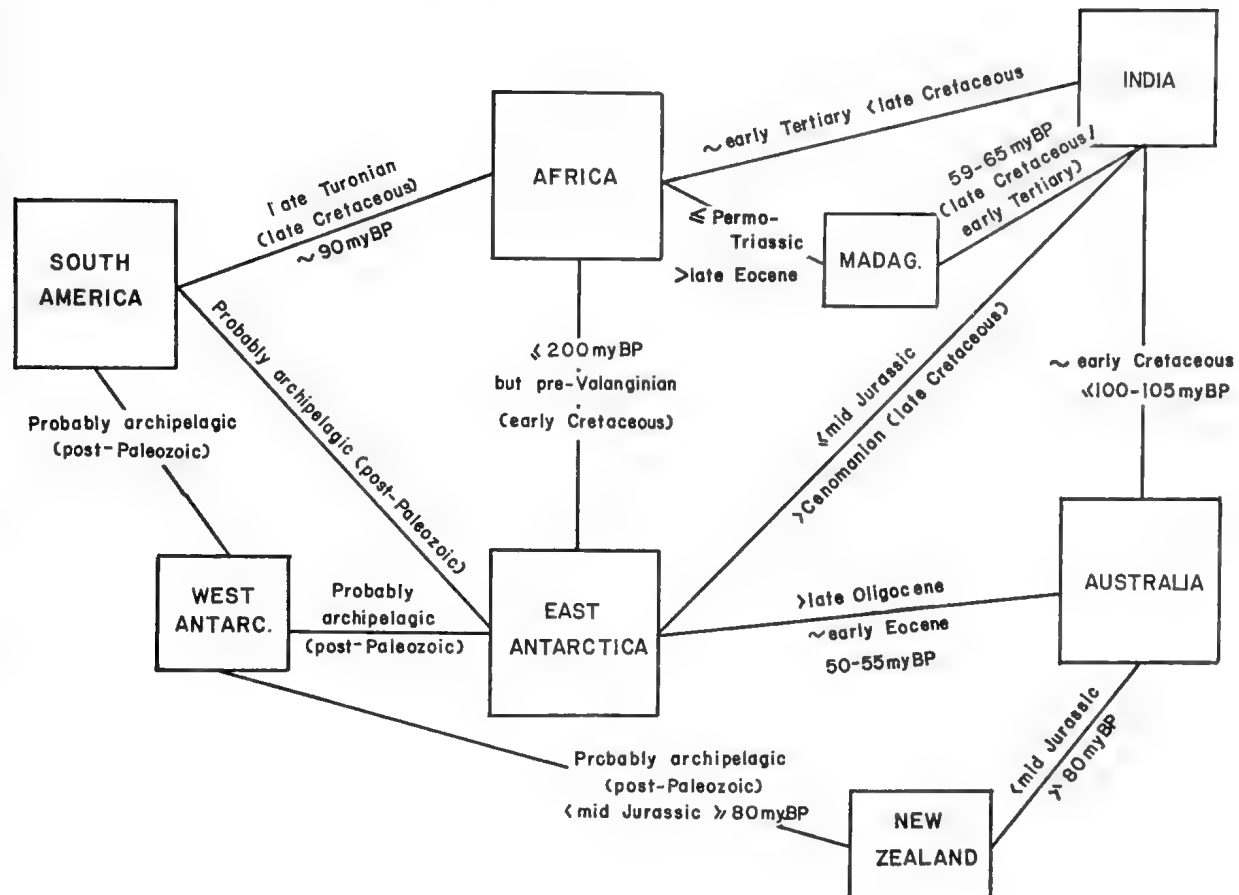 INDIA
~ early Tertiary < late Cretaceous
AFRICA
59-65 myBP
(late Cretaceous/
early Tertiary)
late Turonian
(late Cretaceous)
~ 90 myBP
≤ Permo-
Triassic
>late Eocene
MADAG.
SOUTH
AMERICA
Probably archipelagic (post-Paleozoic)
≤ 200 myBP
but pre-Valanginian
(early Cretaceous)
≤mid Jurassic
>Cenomanian (late Cretaceous)
~ early Cretaceous
≤100-105 myBP
Probably archipelagic
(post-Paleozoic)
WEST
ANTARC.
Probably
archipelagic
(post-Paleozoic)
EAST
ANTARCTICA
>late Oligocene
~early Eocene
50-55 myBP
AUSTRALIA
<mid Jurassic
≥ 80 myBP
Probably archipelagic
(post-Paleozoic)
<mid Jurassic ≥ 80 myBP
NEW
ZEALAND